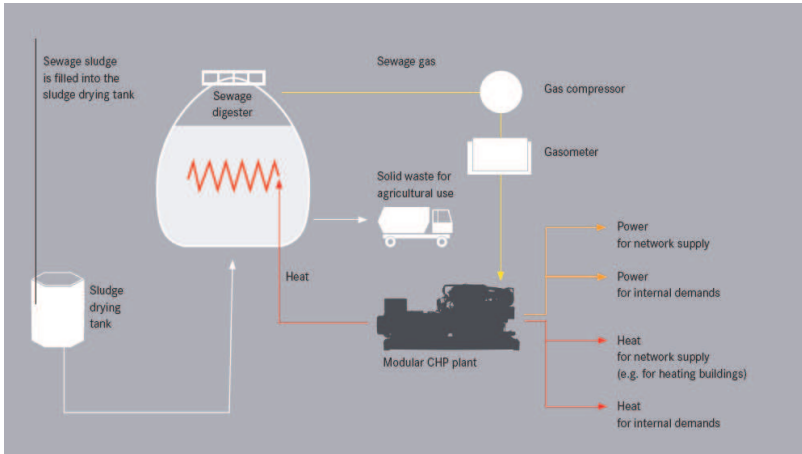 Sewage sludge
is filled into the
sludge drying tank
Sewage
digester
Sewage gas
Gas compressor
Gasometer
Solid waste for
agricultural use
Power
for network supply
Heat
Power
for internal demands
Sludge
drying
tank
Modular CHP plant
Heat
for network supply
(e.g. for heating buildings)
Heat
for internal demands